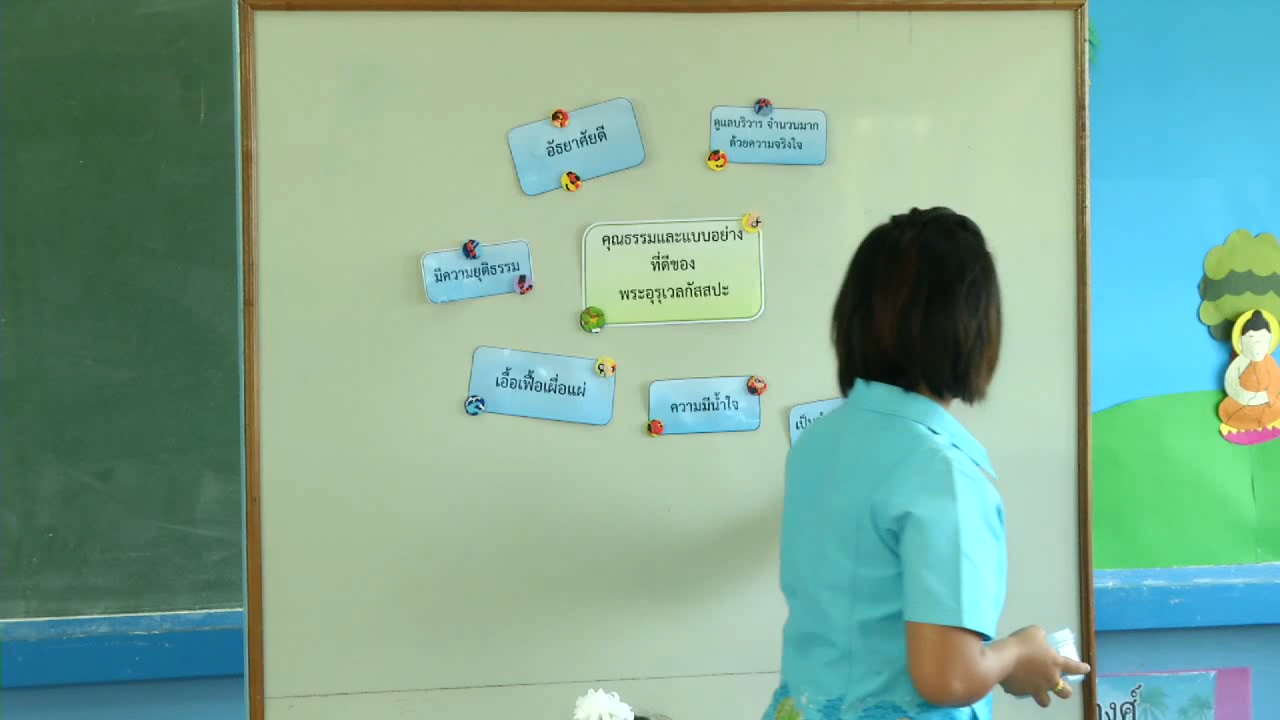 อัธยาศัยดี
ดูแลบริวาร จำนวนมาก
ด้วยความจริงใจ
มีความยุติธรรม
คุณธรรมและแบบอย่าง
ที่ดีของ
พระอุรุเวลกัสสปะ
เอื้อเฟื้อเผื่อแผ่
ความมีน้ำใจ